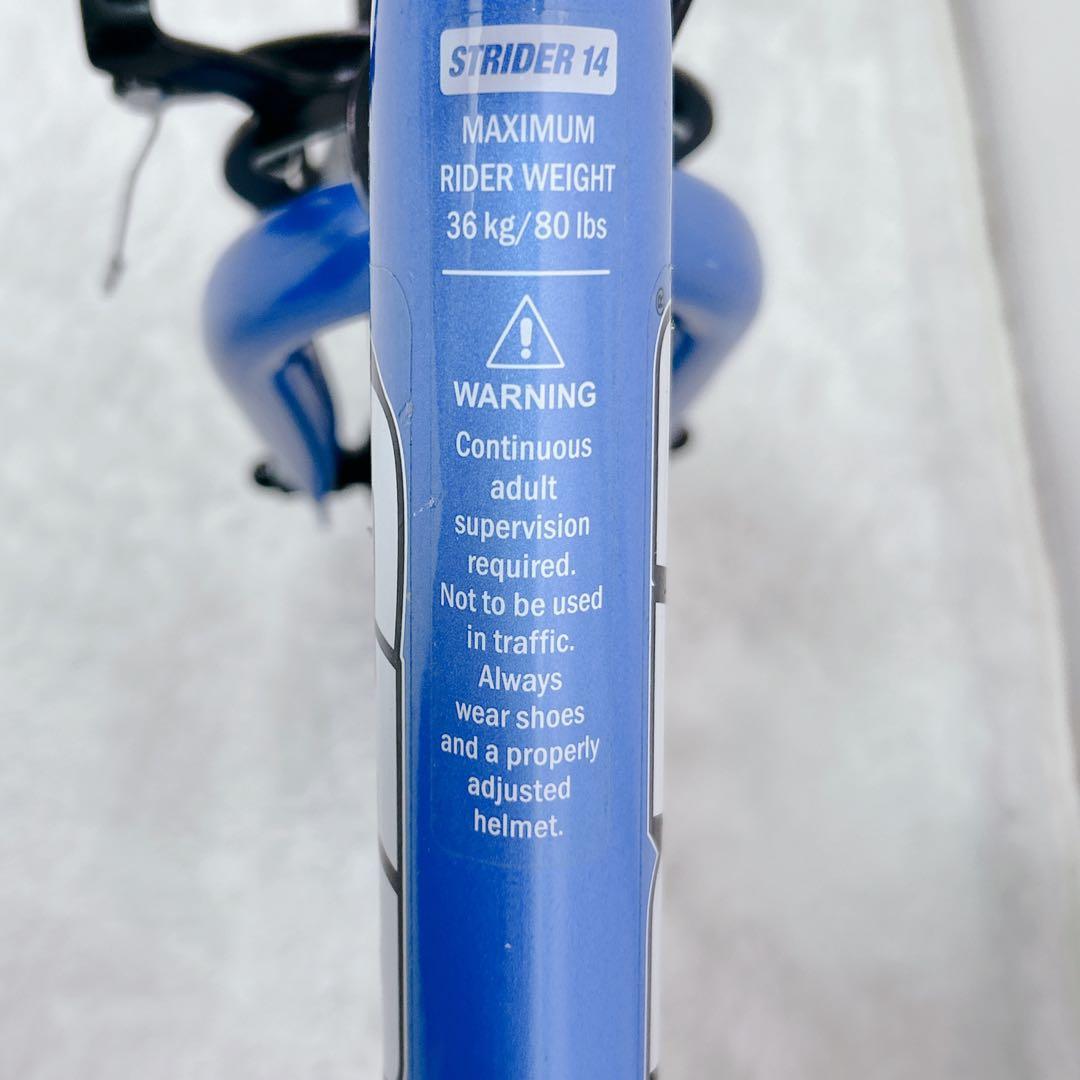 STRIDER 14
MAXIMUM
RIDER WEIGHT
36 kg/80 lbs
WARNING
Continuous
adult
supervision
required.
Not to be used
in traffic.
Always
wear shoes
and a properly
adjusted
helmet.
®